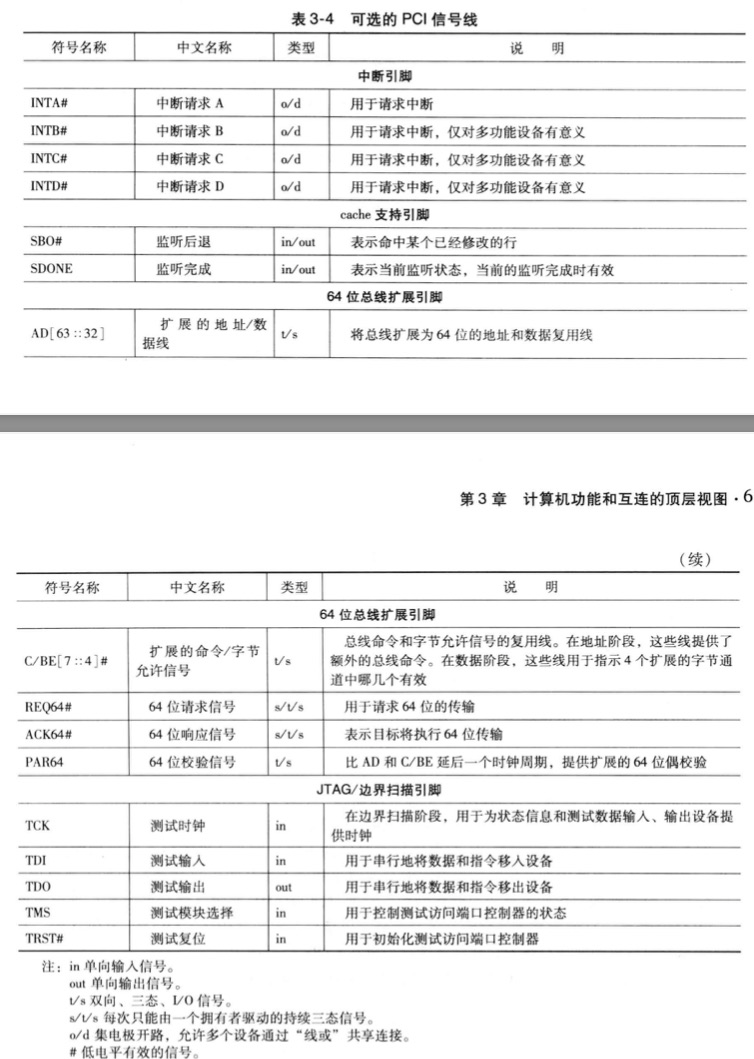 表 3-4 可选的 PCI 信号线
符号名称 中文名称 类型 说 明
中断引脚
INTA# 中断请求 A o/d 用于请求中断
INTB# 中断请求 B o/d 用于请求中断，仅对多功能设备有意义
INTC# 中断请求 C o/d 用于请求中断，仅对多功能设备有意义
INTD# 中断请求 D o/d 用于请求中断，仅对多功能设备有意义
cache 支持引脚
SBO# 监听后退 in/out 表示命中某个已经修改的行
SDONE 监听完成 in/out 表示当前监听状态，当前的监听完成时有效
64 位总线扩展引脚
AD[63::32] 扩展的地址/数
据线 t/s 将总线扩展为 64 位的地址和数据复用线
第 3 章 计算机功能和互连的顶层视图 · 6
（续）
符号名称 中文名称 类型 说 明
64 位总线扩展引脚
C/BE[7::4]# 扩展的命令/字节
允许信号 t/s 总线命令和字节允许信号的复用线。在地址阶段，这些线提供了
额外的总线命令。在数据阶段，这些线用于指示 4 个扩展的字节通
道中哪几个有效
REQ64# 64 位请求信号 s/t/s 用于请求 64 位的传输
ACK64# 64 位响应信号 s/t/s 表示目标将执行 64 位传输
PAR64 64 位校验信号 t/s 比 AD 和 C/BE 延后一个时钟周期，提供扩展的 64 位偶校验
JTAG/边界扫描引脚
TCK 测试时钟 in 在边界扫描阶段，用于为状态信息和测试数据输入、输出设备提
供时钟
TDI 测试输入 in 用于串行地将数据和指令移入设备
TDO 测试输出 out 用于串行地将数据和指令移出设备
TMS 测试模块选择 in 用于控制测试访问端口控制器的状态
TRST# 测试复位 in 用于初始化测试访问端口控制器
注：in 单向输入信号。
out 单向输出信号。
t/s 双向、三态、I/O 信号。
s/t/s 每次只能由一个拥有者驱动的持续三态信号。
o/d 集电极开路，允许多个设备通过“线或”共享连接。
# 低电平有效的信号。